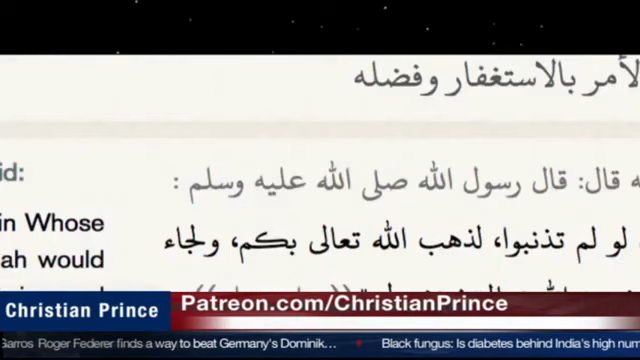 الأمر بالاستغفار وفضله
id:
قال: قال رسول الله صلى الله عليه وسلم :
in Whose
لو لم تذنبوا، لذهب الله تعالى بكم، ولجاء
ah would
Christian Prince
Patreon.com/ChristianPrince
Garros Roger Federer finds a way to beat Germany's Dominik... Black fungus: Is diabetes behind India's high num